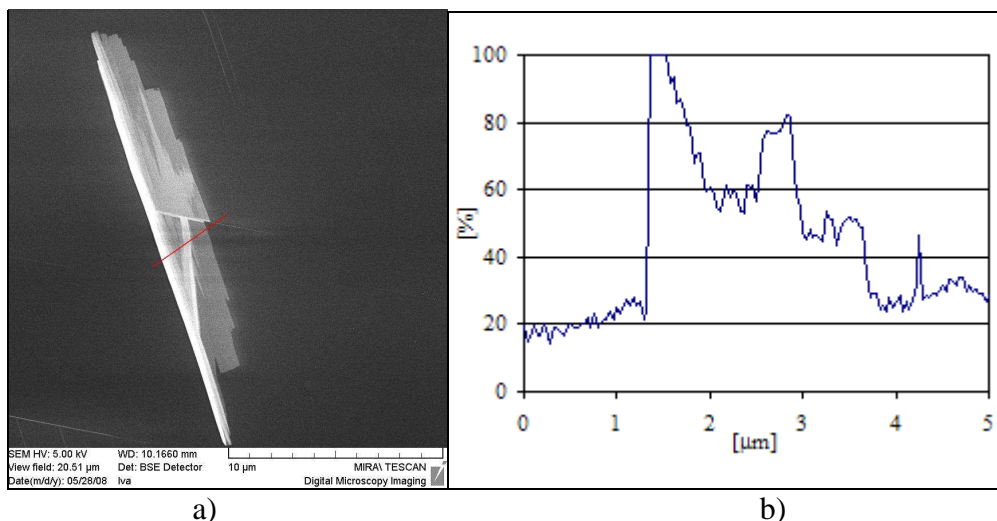 SEM HV: 5.00 kV WD: 10.1660 mm
View field: 20.51 µm Det: BSE Detector 10 µm MIRA\ TESCAN
Date(m/d/y): 05/28/08 Iva Digital Microscopy Imaging
100
80
60
40
20
0
[%]
0 1 2 3 4 5
[µm]
a) b)